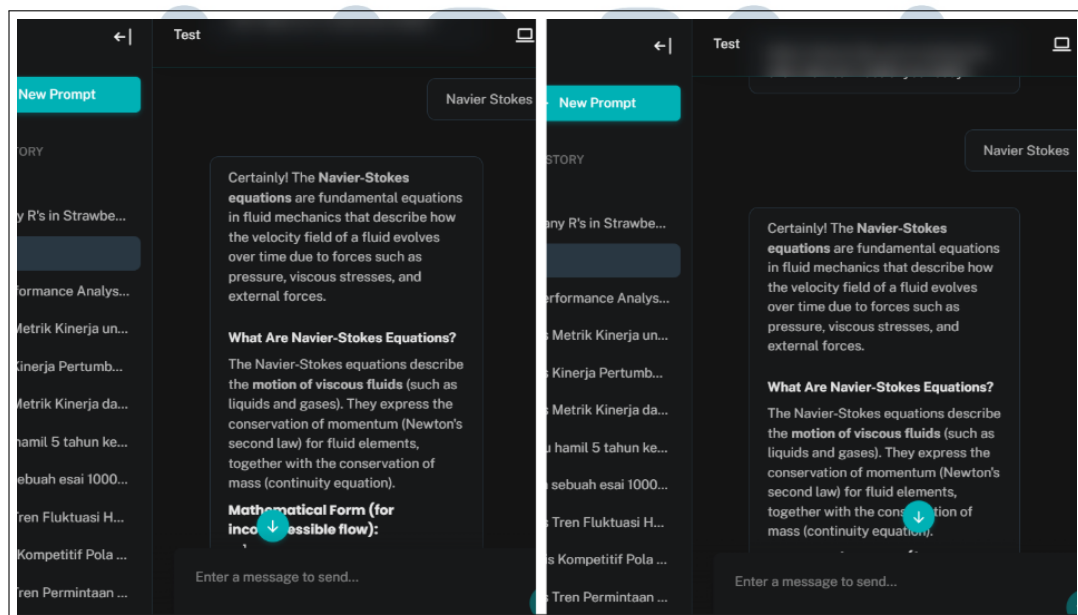 Test
New Prompt
ORY
y R's in Strawbe...
formance Analys...
Metrik Kinerja un...
Kinerja Pertumb...
Metrik Kinerja da...
hamil 5 tahun ke...
ebuah esai 1000...
Tren Fluktuasi H...
Kompetitif Pola ...
Tren Permintaan ...
Navier Stokes
Certainly! The Navier-Stokes
equations are fundamental equations
in fluid mechanics that describe how
the velocity field of a fluid evolves
over time due to forces such as
pressure, viscous stresses, and
external forces.
What Are Navier-Stokes Equations?
The Navier-Stokes equations describe
the motion of viscous fluids (such as
liquids and gases). They express the
conservation of momentum (Newton's
second law) for fluid elements,
together with the conservation of
mass (continuity equation).
Mathematical Form (for
inco essible flow):
Enter a message to send...
Test
New Prompt
STORY
any R's in Strawbe...
erformance Analys...
s Metrik Kinerja un...
s Kinerja Pertumb...
s Metrik Kinerja da...
u hamil 5 tahun ke...
sebuah esai 1000...
s Tren Fluktuasi H...
is Kompetitif Pola ...
s Tren Permintaan ...
Navier Stokes
Certainly! The Navier-Stokes
equations are fundamental equations
in fluid mechanics that describe how
the velocity field of a fluid evolves
over time due to forces such as
pressure, viscous stresses, and
external forces.
What Are Navier-Stokes Equations?
The Navier-Stokes equations describe
the motion of viscous fluids (such as
liquids and gases). They express the
conservation of momentum (Newton's
second law) for fluid elements,
together with the cons tion of
mass (continuity equation).
Enter a message to send...